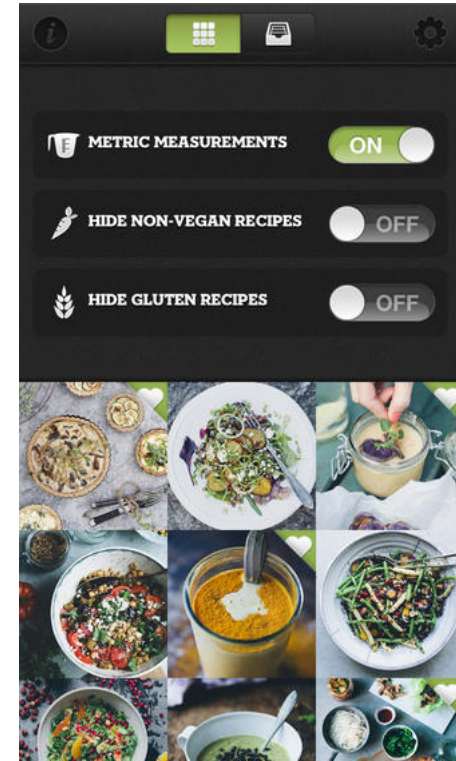 i
METRIC MEASUREMENTS ON
HIDE NON-VEGAN RECIPES OFF
HIDE GLUTEN RECIPES OFF